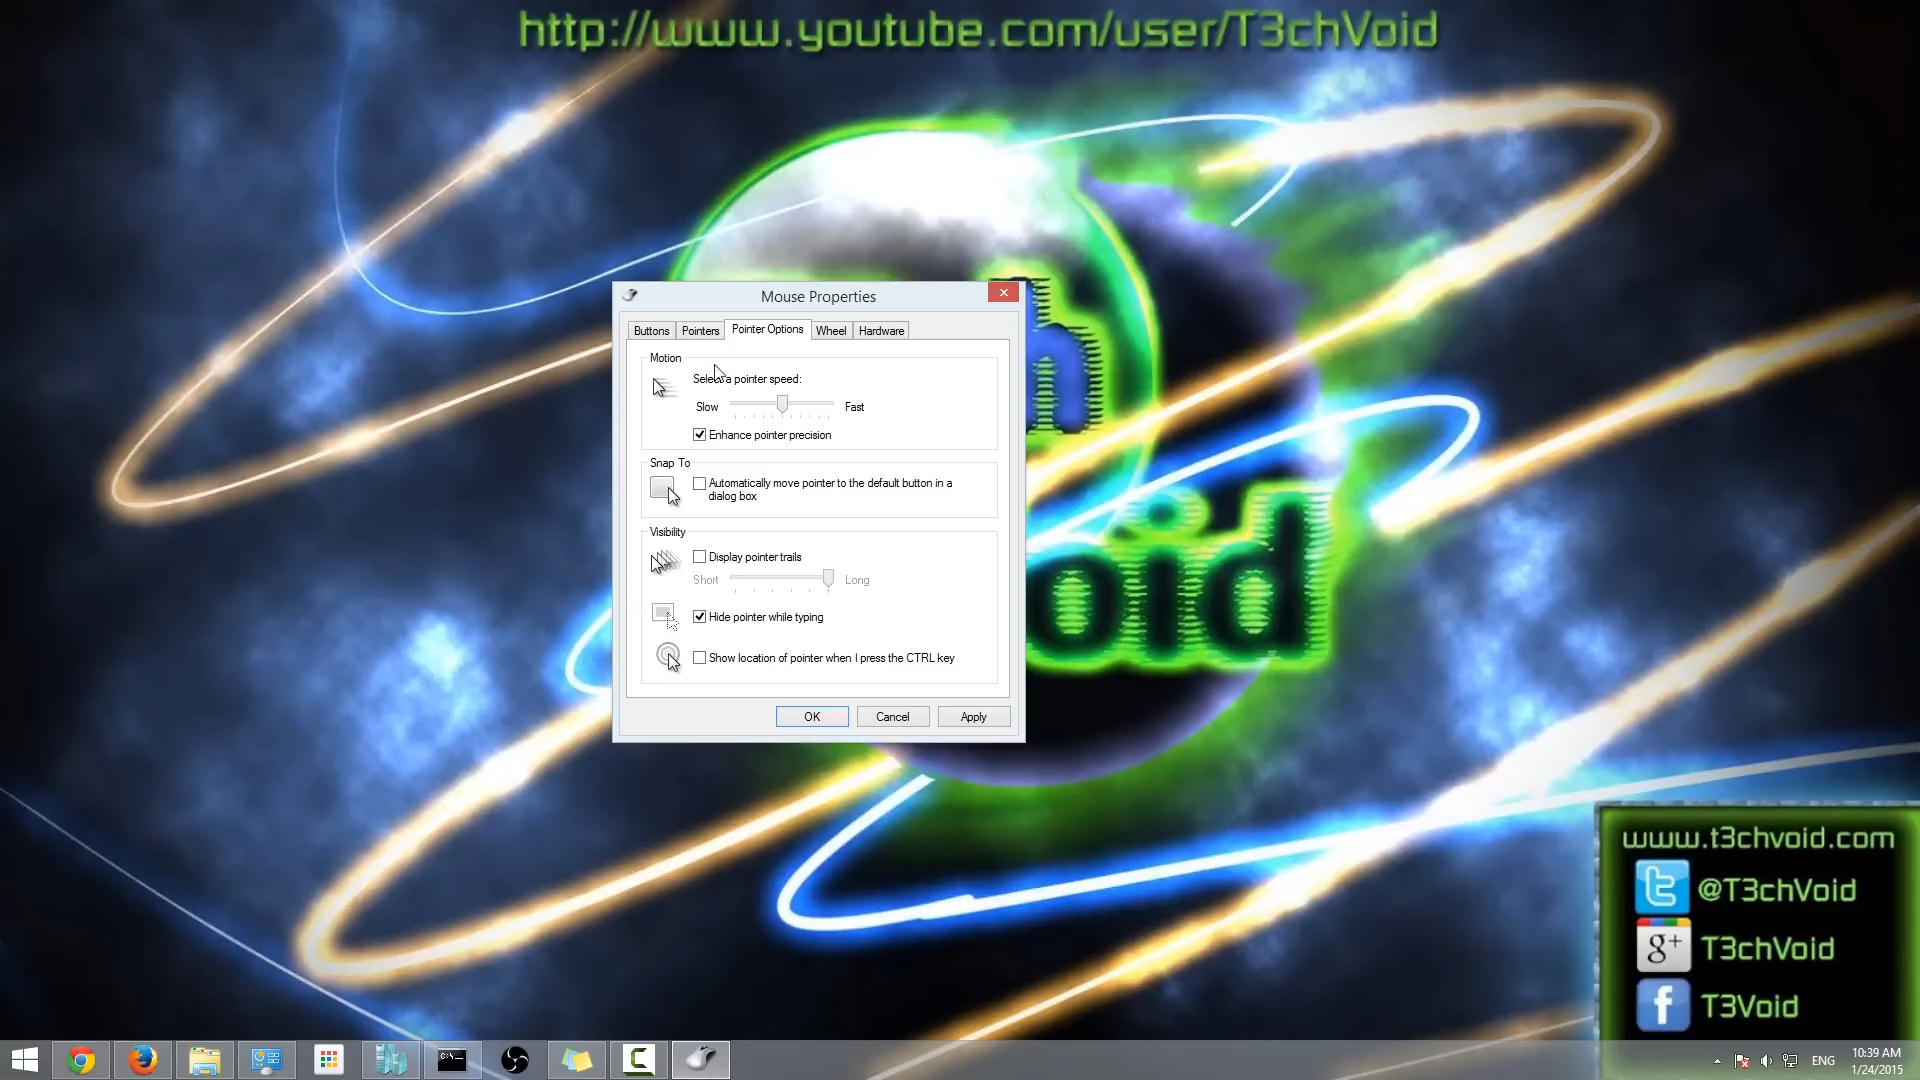 http://www.youtube.com/user/T3chVoid
Mouse Properties
Buttons Pointers Pointer Options Wheel Hardware
Motion
Select a pointer speed:
Slow Fast
Enhance pointer precision
Snap To
Automatically move pointer to the default button in a
dialog box
Visibility
Display pointer trails
Short Long
Hide pointer while typing
Show location of pointer when I press the CTRL key
OK Cancel Apply
h
oid
www.t3chvoid.com
@T3chVoid
g+ T3chVoid
f T3Void
C:\
ENG
10:39 AM
1/24/2015